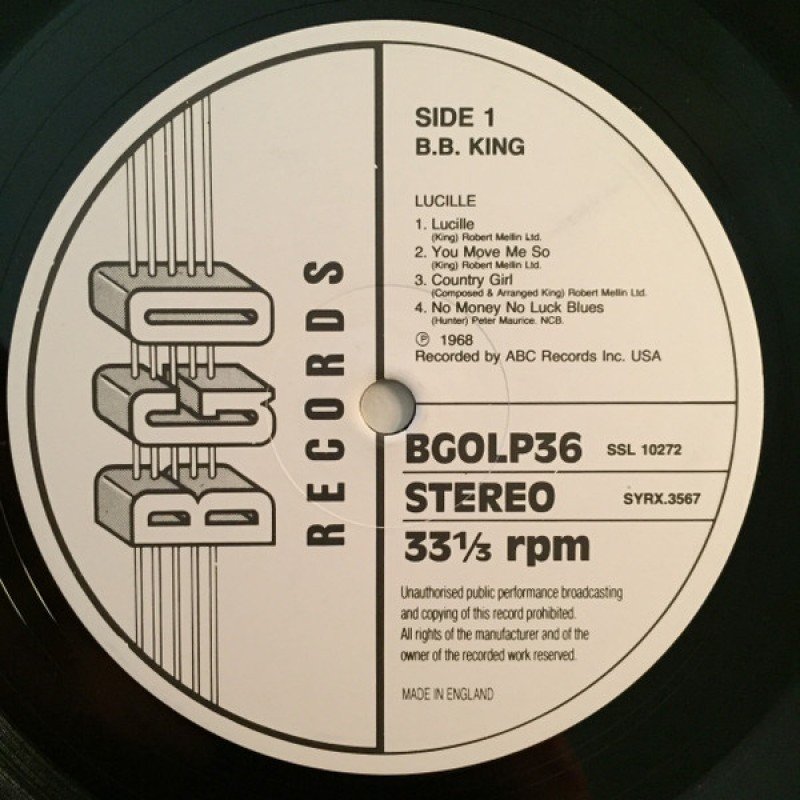 BGO
RECORDS
SIDE 1
B.B. KING
LUCILLE
1. Lucille
(King) Robert Mellin Ltd.
2. You Move Me So
(King) Robert Mellin Ltd.
3. Country Girl
(Composed & Arranged King) Robert Mellin Ltd.
4. No Money No Luck Blues
(Hunter) Peter Maurice. NCB.
℗ 1968
Recorded by ABC Records Inc. USA
BGOLP36 SSL 10272
STEREO SYRX.3567
33⅓ rpm
Unauthorised public performance broadcasting
and copying of this record prohibited.
All rights of the manufacturer and of the
owner of the recorded work reserved.
MADE IN ENGLAND